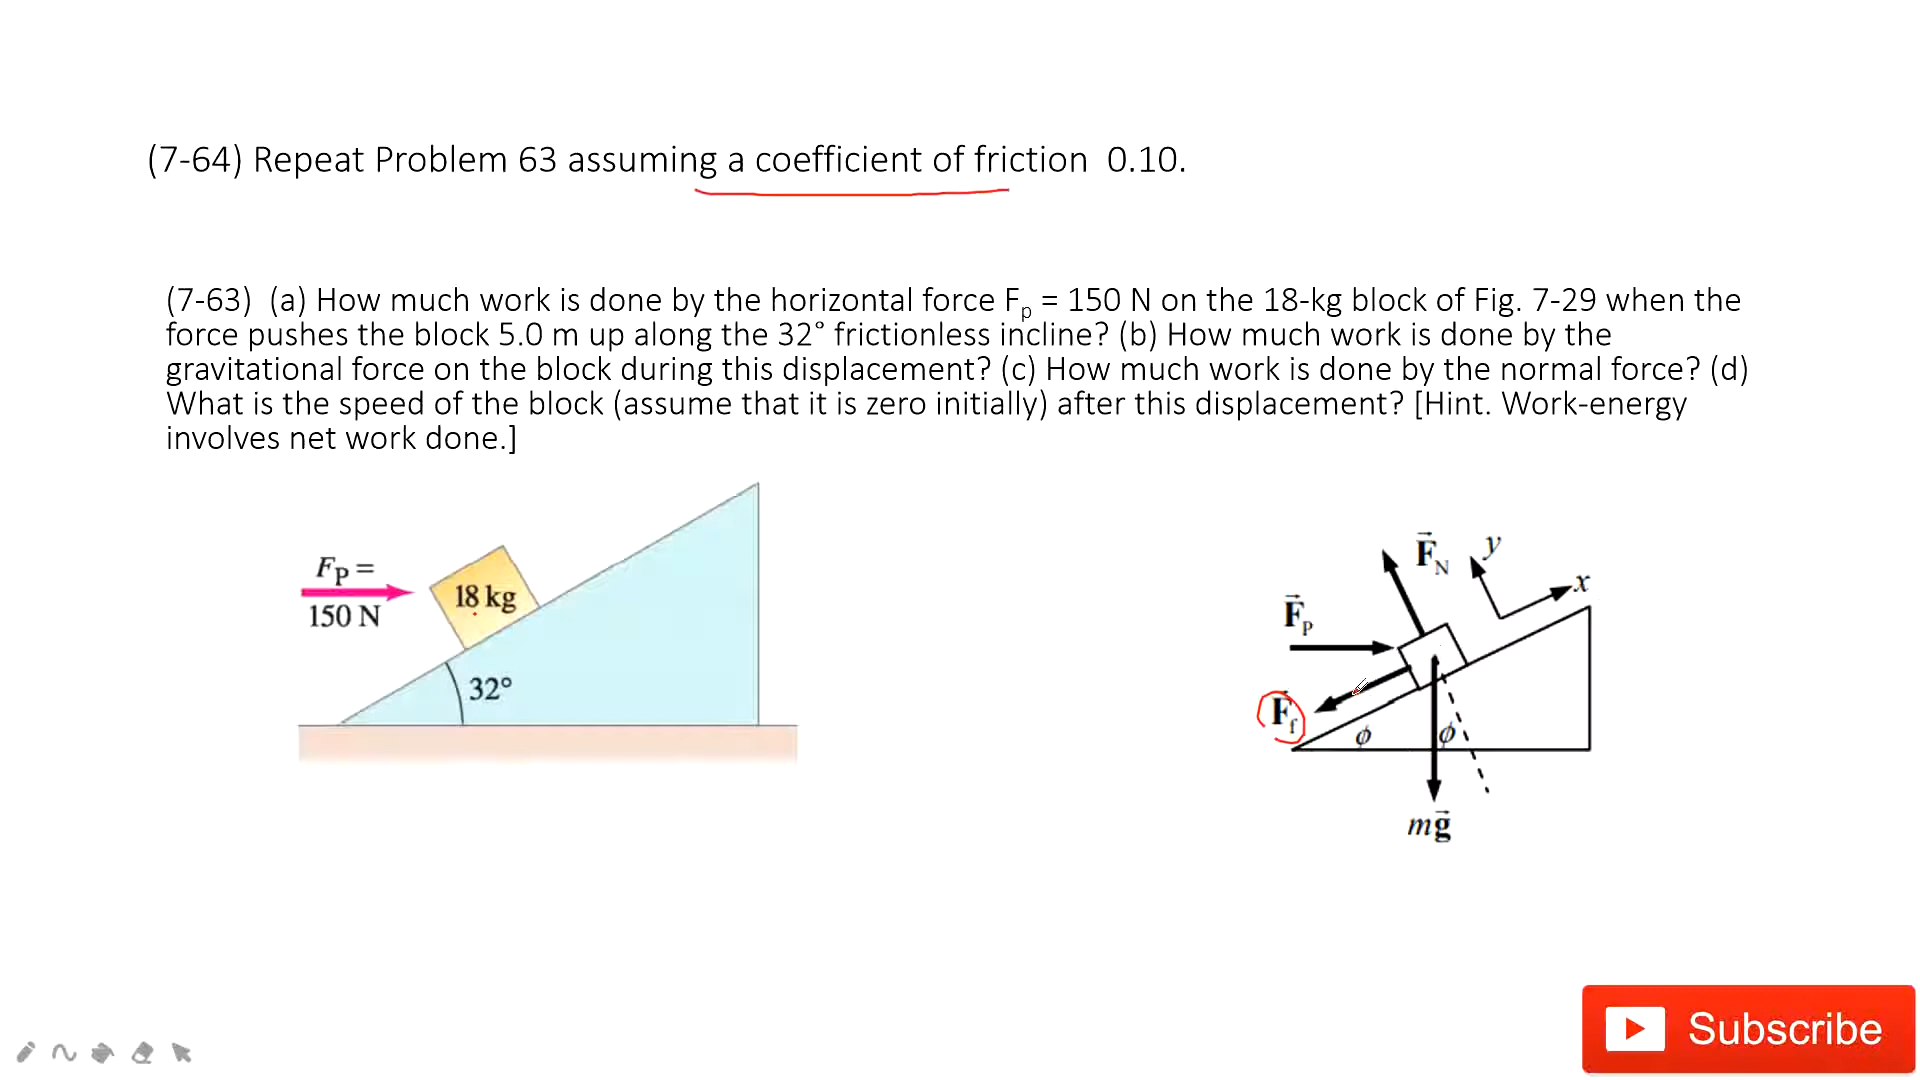 (7-64) Repeat Problem 63 assuming a coefficient of friction 0.10.
(7-63) (a) How much work is done by the horizontal force Fp = 150 N on the 18-kg block of Fig. 7-29 when the
force pushes the block 5.0 m up along the 32° frictionless incline? (b) How much work is done by the
gravitational force on the block during this displacement? (c) How much work is done by the normal force? (d)
What is the speed of the block (assume that it is zero initially) after this displacement? [Hint. Work-energy
involves net work done.]
FP =
150 N
18 kg
32°
F⃗N
y
x
F⃗p
F⃗f
ϕ
ϕ
mg⃗
Subscribe